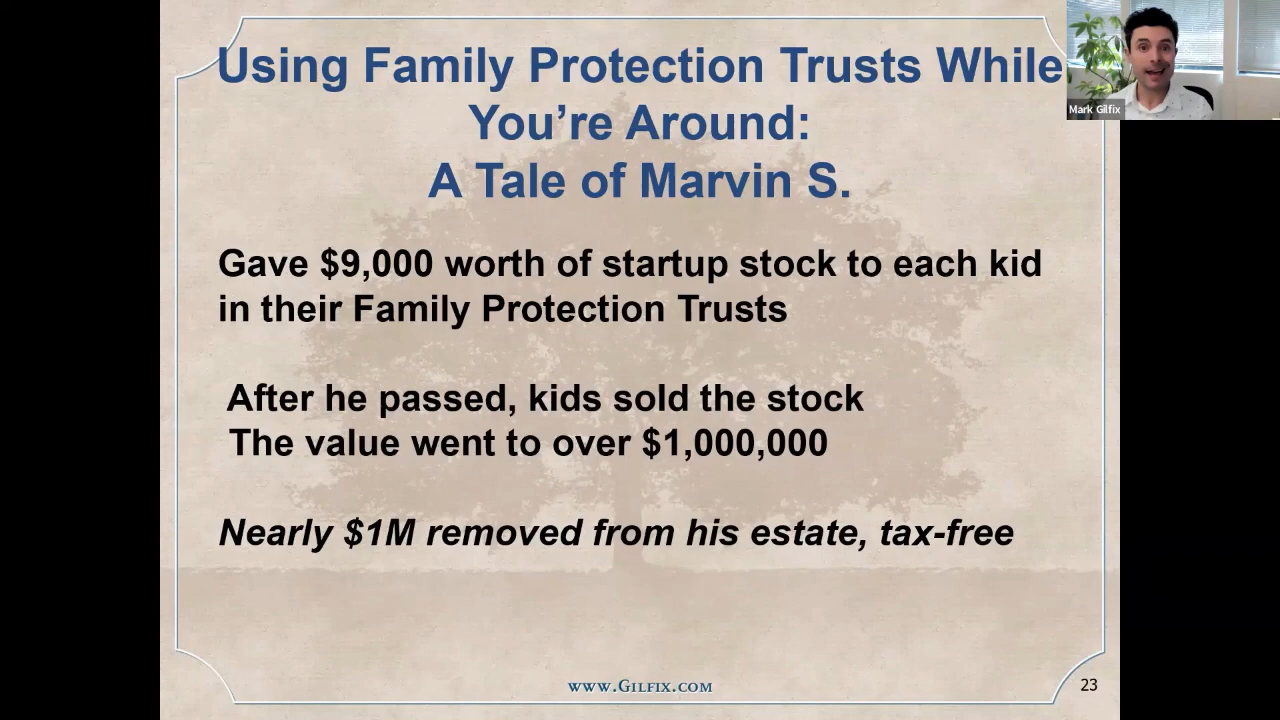 Using Family Protection Trusts While
You’re Around:
A Tale of Marvin S.
Mark Gilfix
Gave $9,000 worth of startup stock to each kid
in their Family Protection Trusts
After he passed, kids sold the stock
The value went to over $1,000,000
Nearly $1M removed from his estate, tax-free
www.Gilfix.com
23